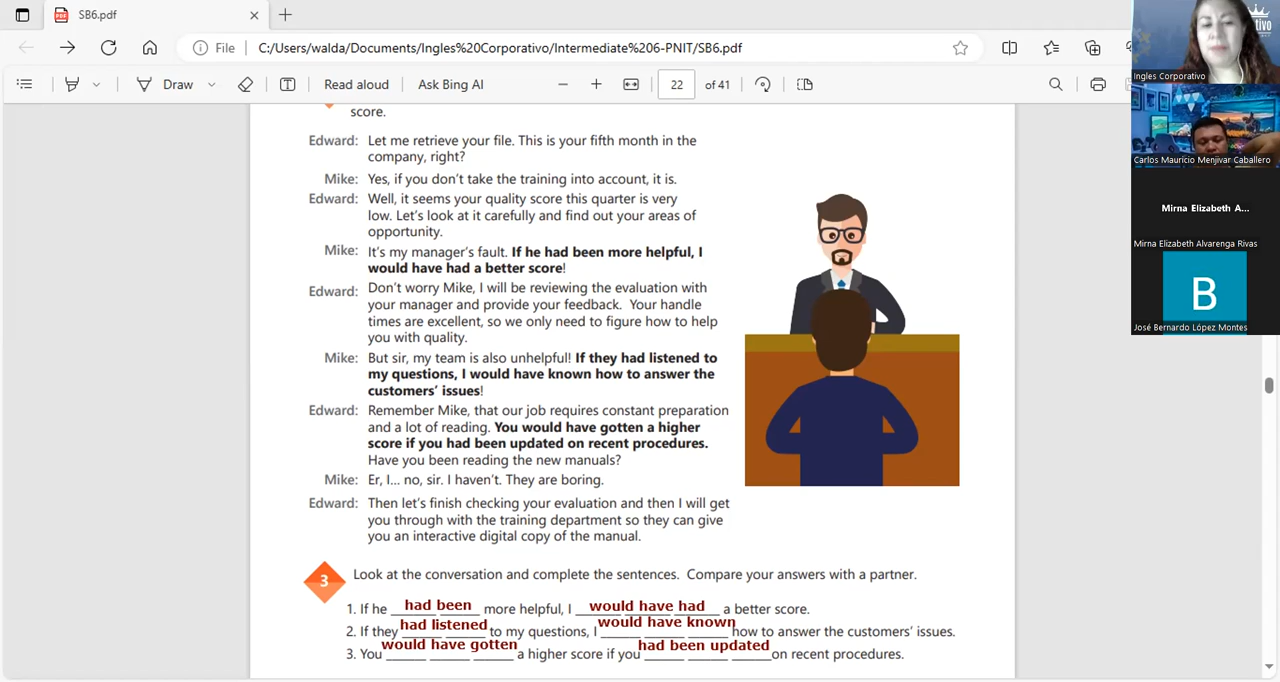 SB6.pdf
File C:/Users/walda/Documents/Ingles%20Corporativo/Intermediate%206-PNIT/SB6.pdf
Draw Read aloud Ask Bing AI 22 of 41
Ingles Corporativo
Carlos Mauricio Menjivar Caballero
Mirna Elizabeth A...
Mirna Elizabeth Alvarenga Rivas
B
José Bernardo López Montes
score.
Edward: Let me retrieve your file. This is your fifth month in the
company, right?
Mike: Yes, if you don't take the training into account, it is.
Edward: Well, it seems your quality score this quarter is very
low. Let's look at it carefully and find out your areas of
opportunity.
Mike: It's my manager's fault. If he had been more helpful, I
would have had a better score!
Edward: Don't worry Mike, I will be reviewing the evaluation with
your manager and provide your feedback. Your handle
times are excellent, so we only need to figure how to help
you with quality.
Mike: But sir, my team is also unhelpful! If they had listened to
my questions, I would have known how to answer the
customers' issues!
Edward: Remember Mike, that our job requires constant preparation
and a lot of reading. You would have gotten a higher
score if you had been updated on recent procedures.
Have you been reading the new manuals?
Mike: Er, I... no, sir. I haven't. They are boring.
Edward: Then let's finish checking your evaluation and then I will get
you through with the training department so they can give
you an interactive digital copy of the manual.
3 Look at the conversation and complete the sentences. Compare your answers with a partner.
1. If he had been more helpful, I would have had a better score.
2. If they had listened to my questions, I would have known how to answer the customers' issues.
3. You would have gotten a higher score if you had been updated on recent procedures.